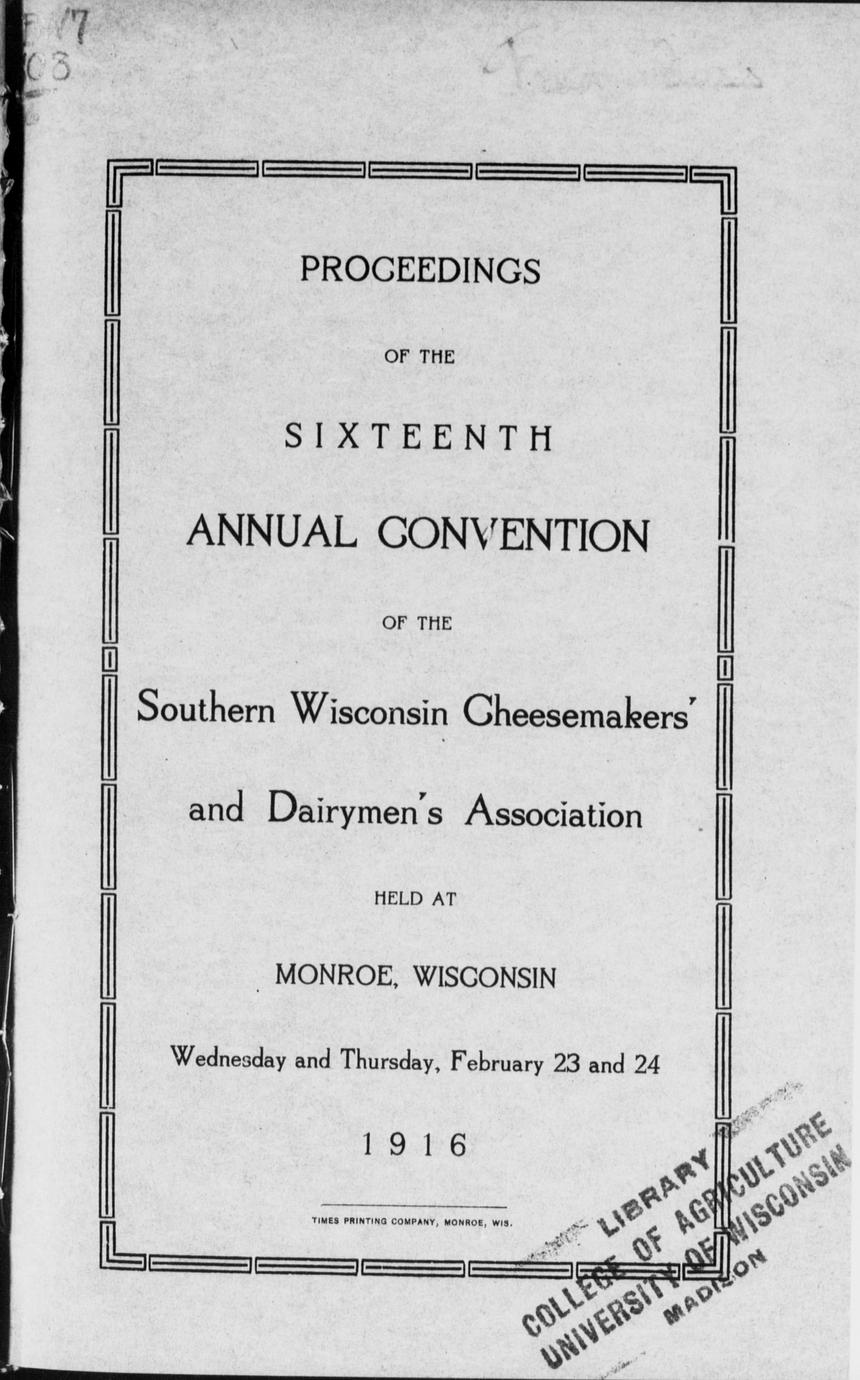 17
03
PROCEEDINGS
OF THE
SIXTEENTH
ANNUAL CONVENTION
OF THE
Southern Wisconsin Cheesemakers'
and Dairymen's Association
HELD AT
MONROE, WISCONSIN
Wednesday and Thursday, February 23 and 24
1916
TIMES PRINTING COMPANY, MONROE, WIS.
LIBRARY
COLLEGE OF AGRICULTURE
UNIVERSITY OF WISCONSIN
MADISON